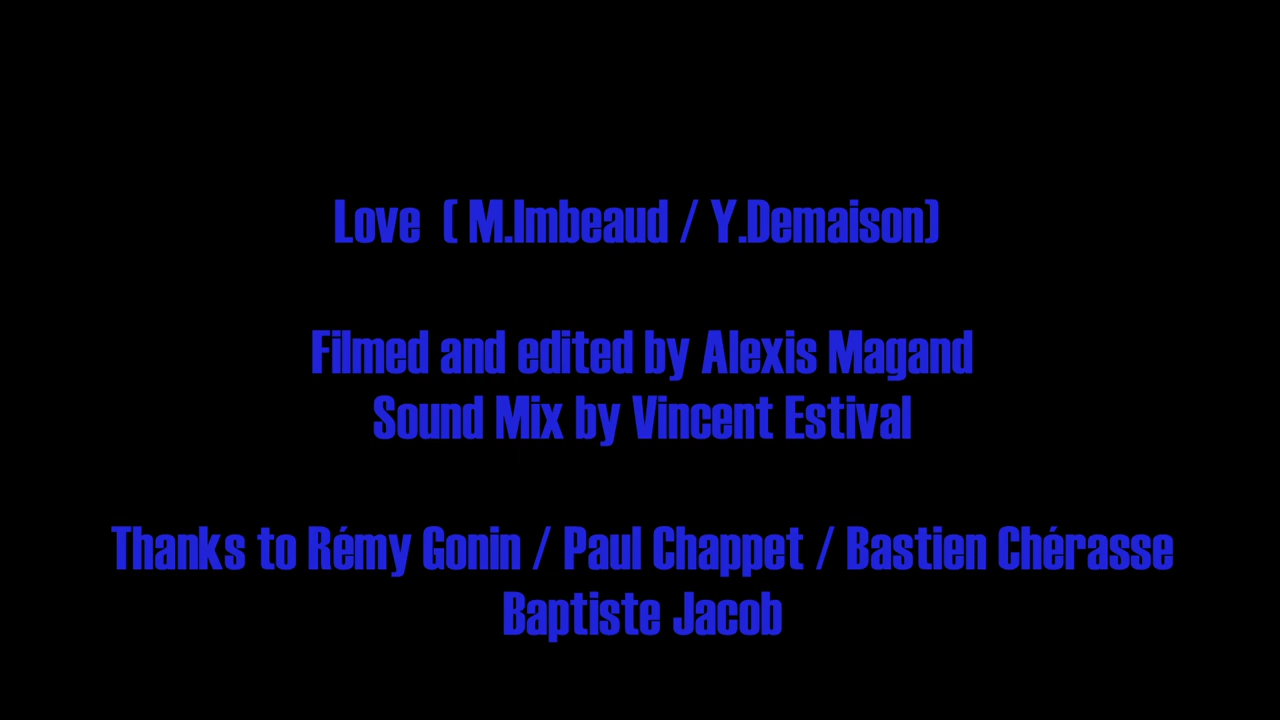 Love  ( M.Imbeaud / Y.Demaison)
Filmed and edited by Alexis Magand
Sound Mix by Vincent Estival
Thanks to Rémy Gonin / Paul Chappet / Bastien Chérasse
Baptiste Jacob